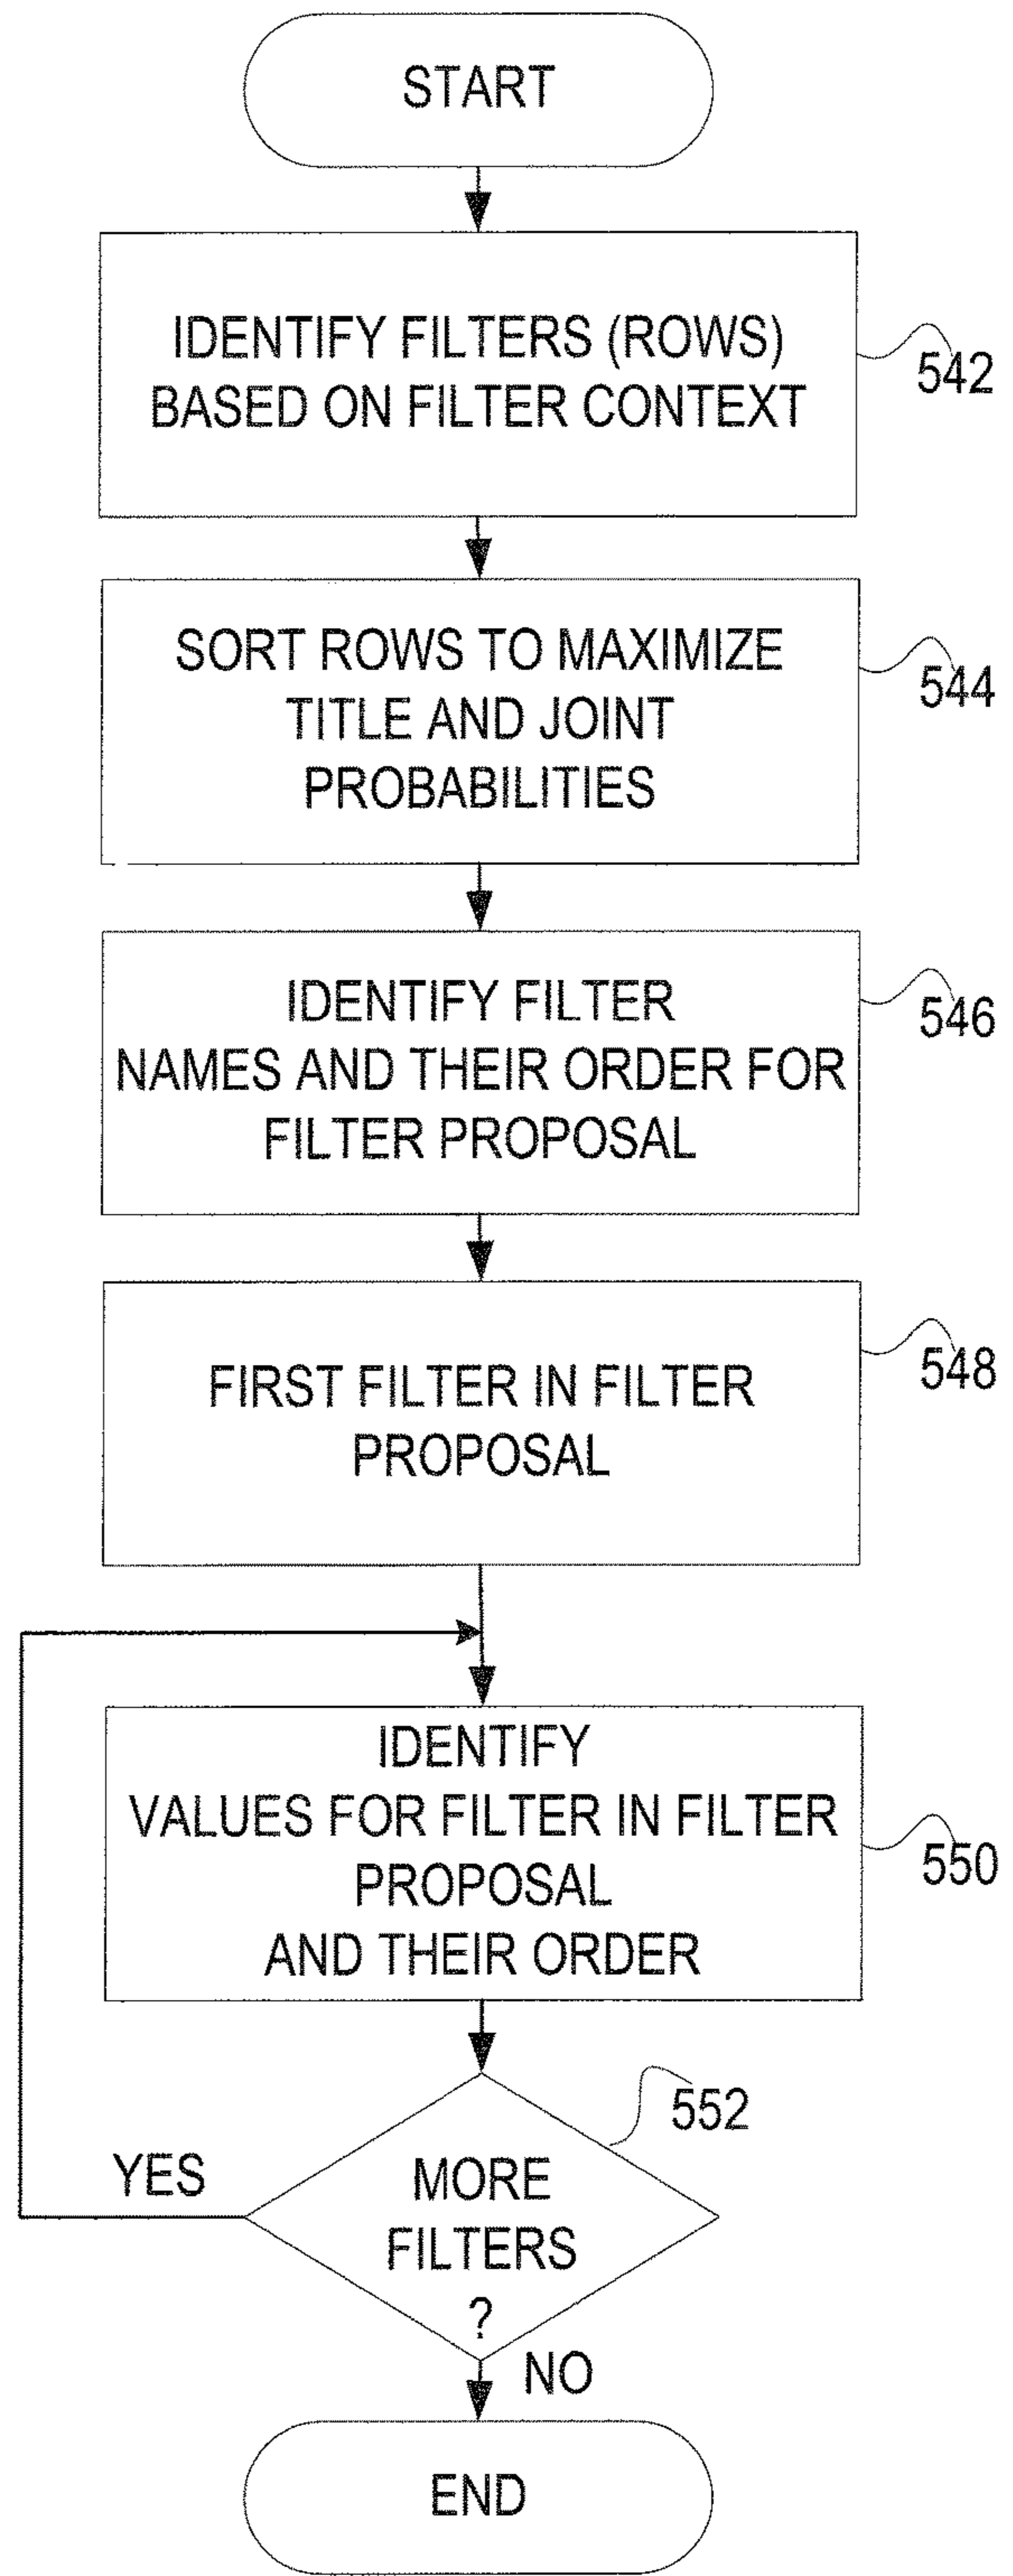 START
IDENTIFY FILTERS (ROWS)
BASED ON FILTER CONTEXT
542
SORT ROWS TO MAXIMIZE
TITLE AND JOINT
PROBABILITIES
544
IDENTIFY FILTER
NAMES AND THEIR ORDER FOR
FILTER PROPOSAL
546
FIRST FILTER IN FILTER
PROPOSAL
548
IDENTIFY
VALUES FOR FILTER IN FILTER
PROPOSAL
AND THEIR ORDER
550
552
YES
MORE
FILTERS
?
NO
END